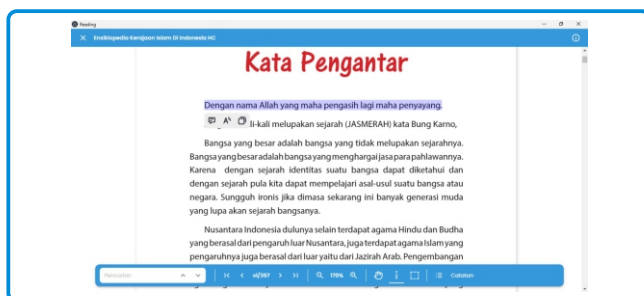 Reading
Ensiklopedia Kerajaan Islam Di Indonesia HC
Kata Pengantar
Dengan nama Allah yang maha pengasih lagi maha penyayang.
li-kali melupakan sejarah (JASMERAH) kata Bung Karno,
Bangsa yang besar adalah bangsa yang tidak melupakan sejarahnya.
Bangsa yang besar adalah bangsa yang menghargai jasa para pahlawannya.
Karena dengan sejarah identitas suatu bangsa dapat diketahui dan
dengan sejarah pula kita dapat mempelajari asal-usul suatu bangsa atau
negara. Sungguh ironis jika dimasa sekarang ini banyak generasi muda
yang lupa akan sejarah bangsanya.
Nusantara Indonesia dulunya selain terdapat agama Hindu dan Budha
yang berasal dari pengaruh luar Nusantara, juga terdapat agama Islam yang
pengaruhnya juga berasal dari luar yaitu dari Jazirah Arab. Pengembangan
Pencarian
vi/357
170%
Catatan